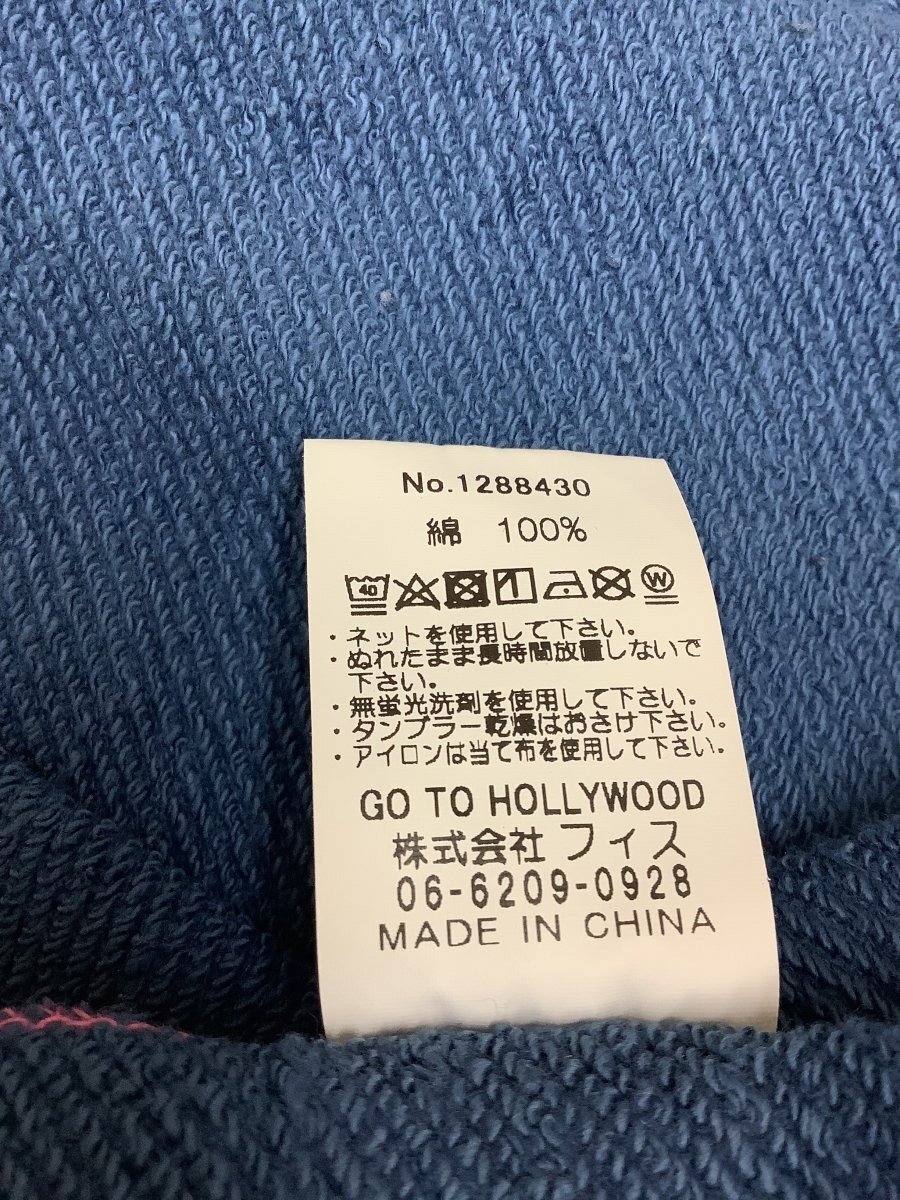 No.1288430
綿 100%
40
W
・ネットを使用して下さい。
・ぬれたまま長時間放置しないで
下さい。
・無蛍光洗剤を使用して下さい。
・タンブラー乾燥はおさけ下さい。
・アイロンは当て布を使用して下さい。
GO TO HOLLYWOOD
株式会社 フィス
06-6209-0928
MADE IN CHINA